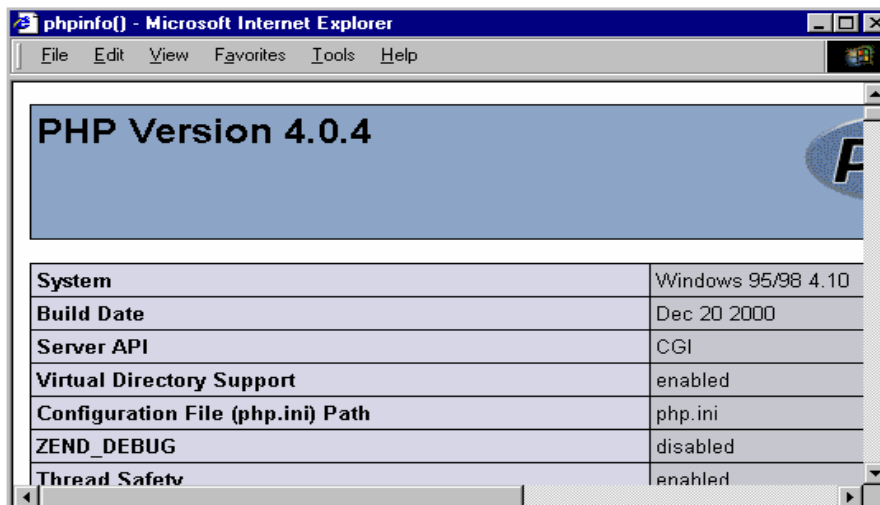 phpinfo() - Microsoft Internet Explorer
File Edit View Favorites Tools Help
PHP Version 4.0.4
System Windows 95/98 4.10
Build Date Dec 20 2000
Server API CGI
Virtual Directory Support enabled
Configuration File (php.ini) Path php.ini
ZEND_DEBUG disabled
Thread Safety enabled